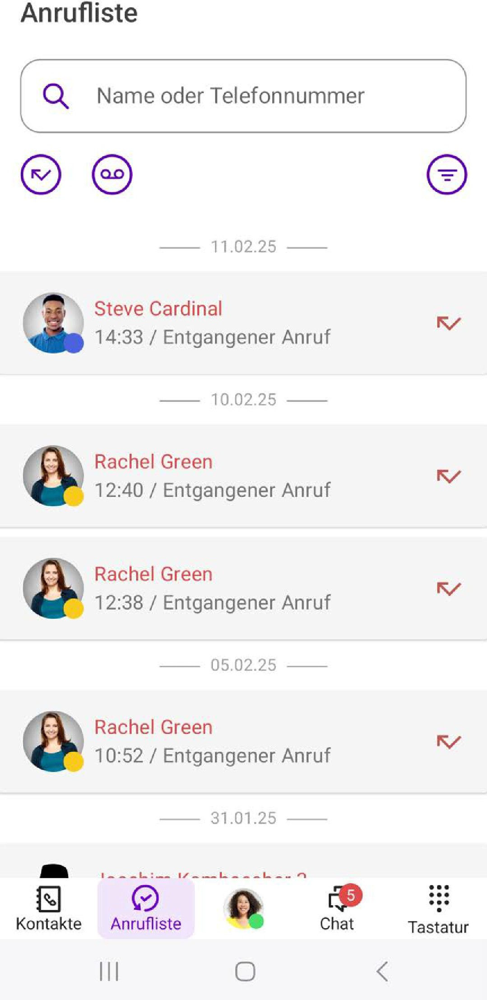 Anrufliste
Name oder Telefonnummer
11.02.25
Steve Cardinal
14:33 / Entgangener Anruf
10.02.25
Rachel Green
12:40 / Entgangener Anruf
Rachel Green
12:38 / Entgangener Anruf
05.02.25
Rachel Green
10:52 / Entgangener Anruf
31.01.25
Joachim
5
Kontakte
Anrufliste
Chat
Tastatur